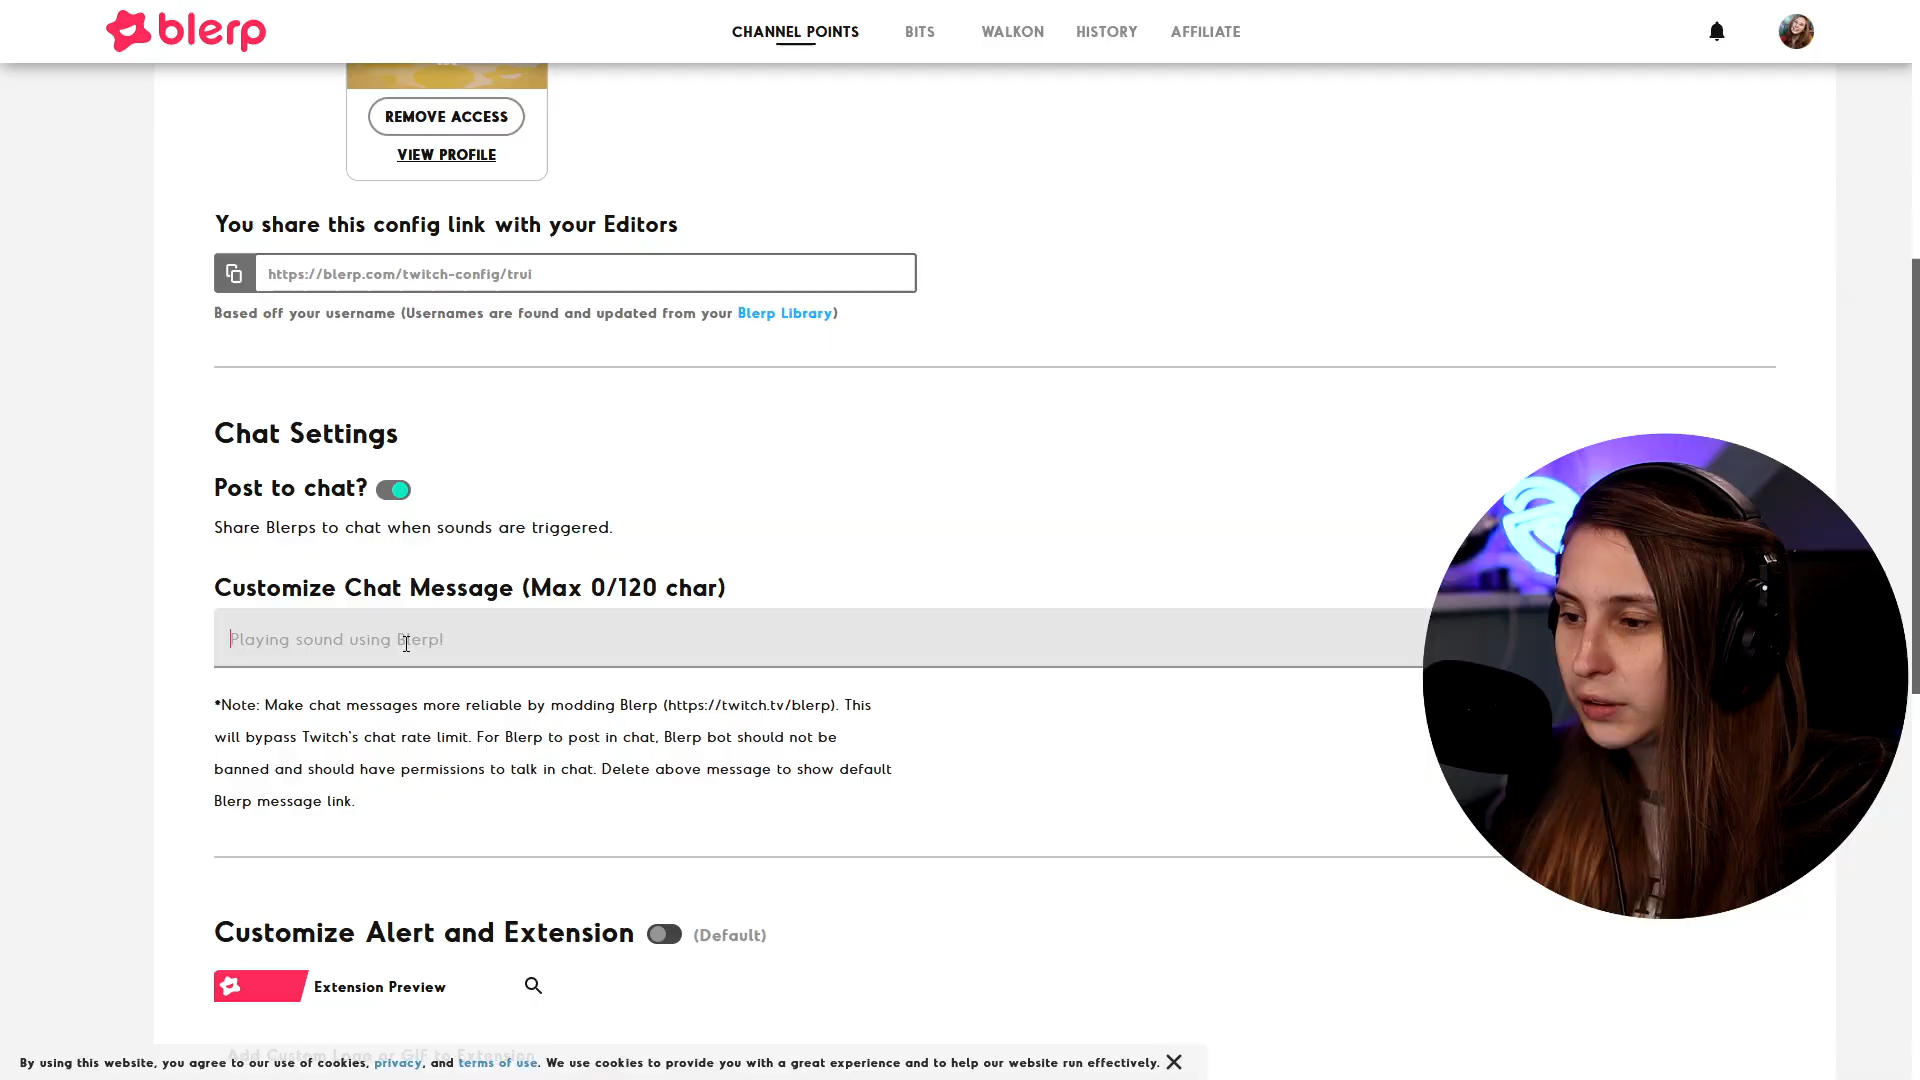 blerp
CHANNEL POINTS
BITS
WALKON
HISTORY
AFFILIATE
REMOVE ACCESS
VIEW PROFILE
You share this config link with your Editors
https://blerp.com/twitch-config/trui
Based off your username (Usernames are found and updated from your Blerp Library)
Chat Settings
Post to chat?
Share Blerps to chat when sounds are triggered.
Customize Chat Message (Max 0/120 char)
Playing sound using Blerp!
*Note: Make chat messages more reliable by modding Blerp (https://twitch.tv/blerp). This
will bypass Twitch's chat rate limit. For Blerp to post in chat, Blerp bot should not be
banned and should have permissions to talk in chat. Delete above message to show default
Blerp message link.
Customize Alert and Extension (Default)
Extension Preview
Add Custom Logo or GIF to Extension
By using this website, you agree to our use of cookies, privacy, and terms of use. We use cookies to provide you with a great experience and to help our website run effectively.